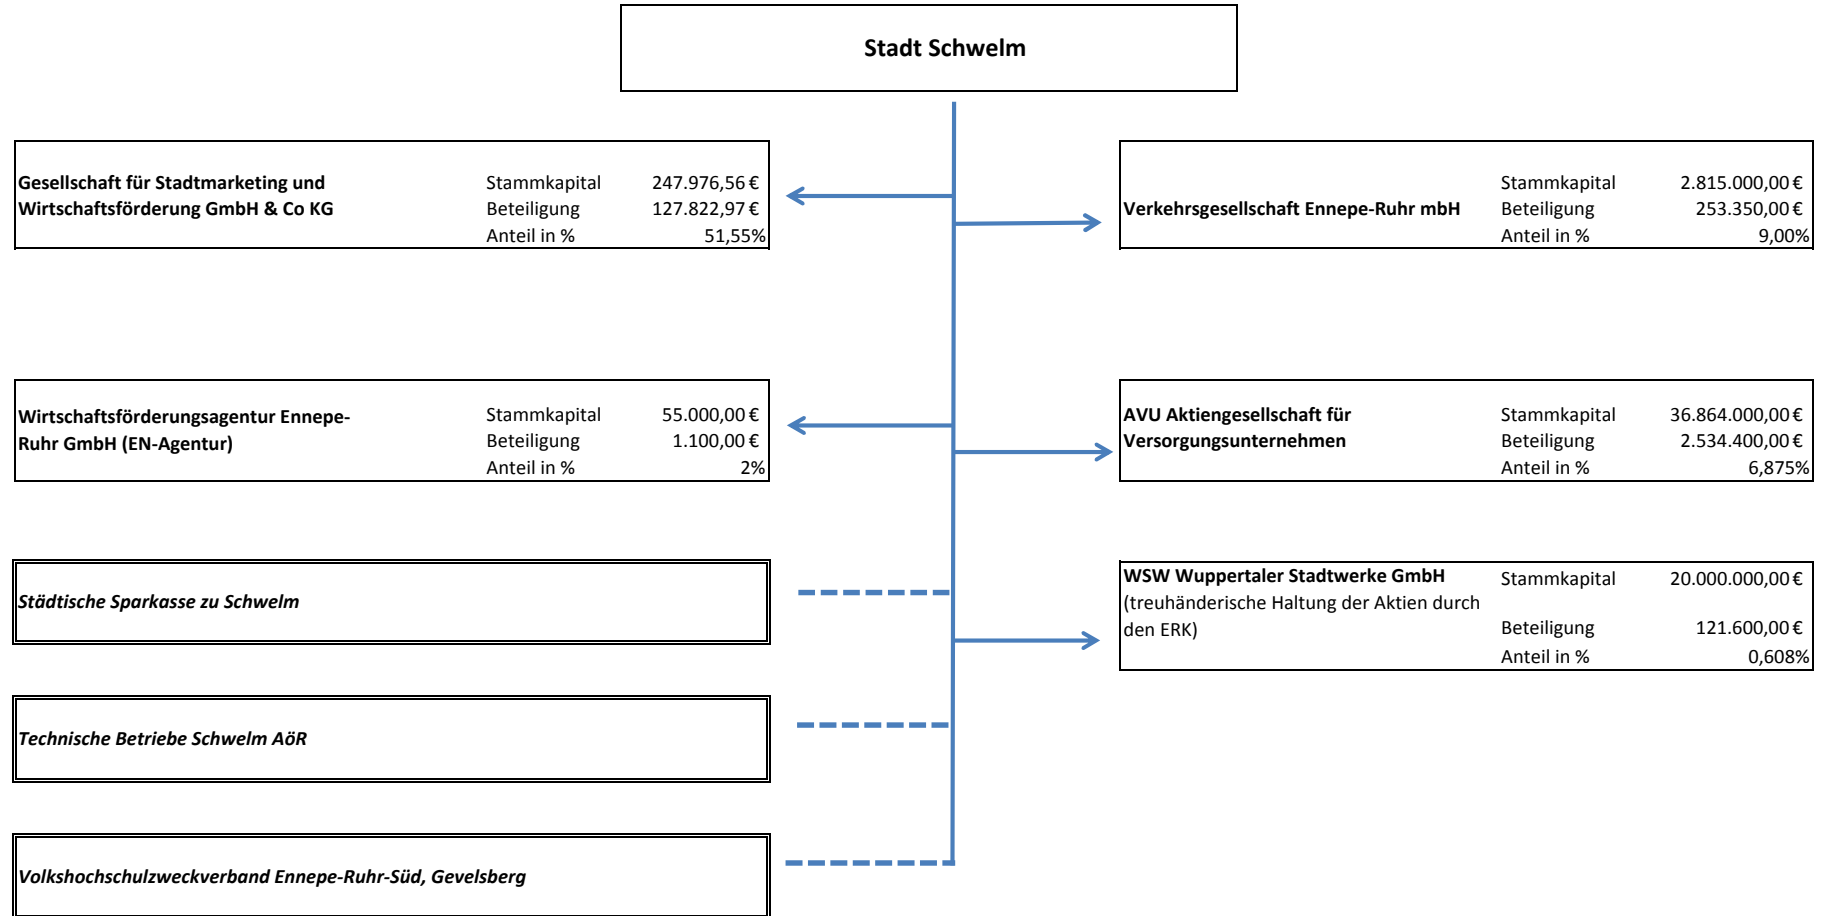 Stadt Schwelm
Gesellschaft für Stadtmarketing und
Wirtschaftsförderung GmbH & Co KG
Stammkapital 247.976,56 €
Beteiligung 127.822,97 €
Anteil in % 51,55%
Verkehrsgesellschaft Ennepe-Ruhr mbH
Stammkapital 2.815.000,00 €
Beteiligung 253.350,00 €
Anteil in % 9,00%
Wirtschaftsförderungsagentur Ennepe-
Ruhr GmbH (EN-Agentur)
Stammkapital 55.000,00 €
Beteiligung 1.100,00 €
Anteil in % 2%
AVU Aktiengesellschaft für
Versorgungsunternehmen
Stammkapital 36.864.000,00 €
Beteiligung 2.534.400,00 €
Anteil in % 6,875%
Städtische Sparkasse zu Schwelm
WSW Wuppertaler Stadtwerke GmbH
(treuhänderische Haltung der Aktien durch
den ERK)
Stammkapital 20.000.000,00 €
Beteiligung 121.600,00 €
Anteil in % 0,608%
Technische Betriebe Schwelm AöR
Volkshochschulzweckverband Ennepe-Ruhr-Süd, Gevelsberg